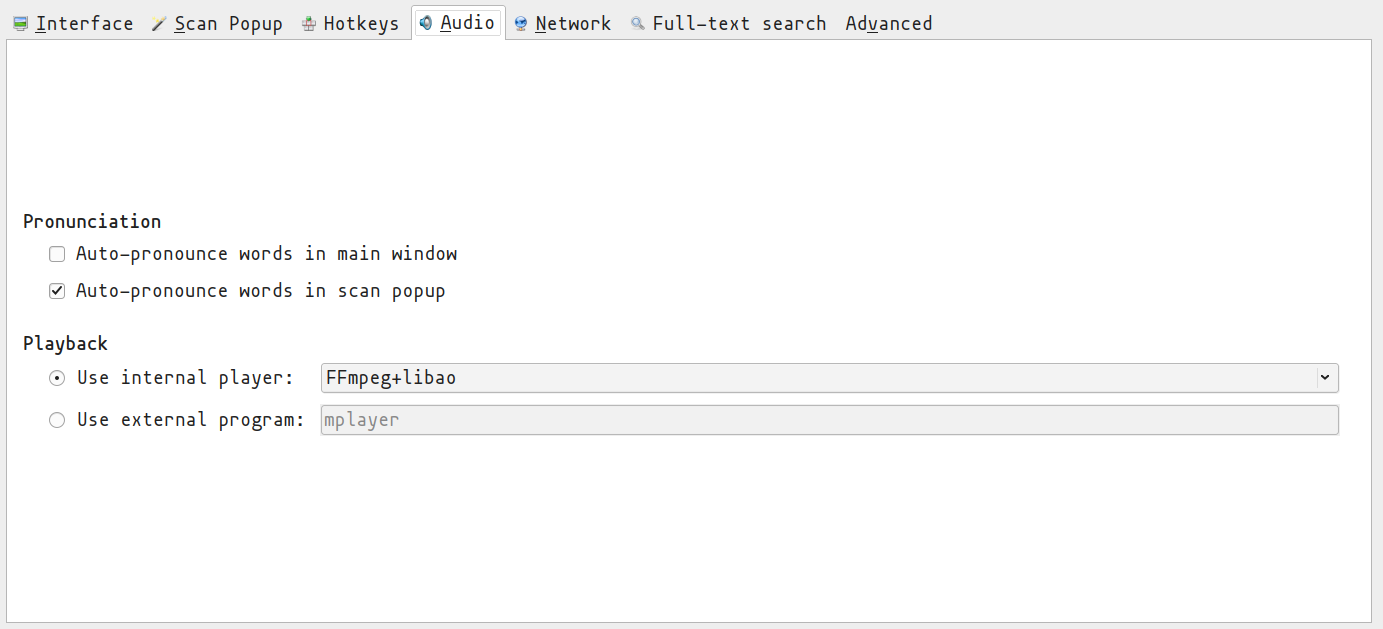 Interface Scan Popup Hotkeys Audio Network Full-text search Advanced
Pronunciation
Auto-pronounce words in main window
Auto-pronounce words in scan popup
Playback
Use internal player: FFmpeg+libao
Use external program: mplayer